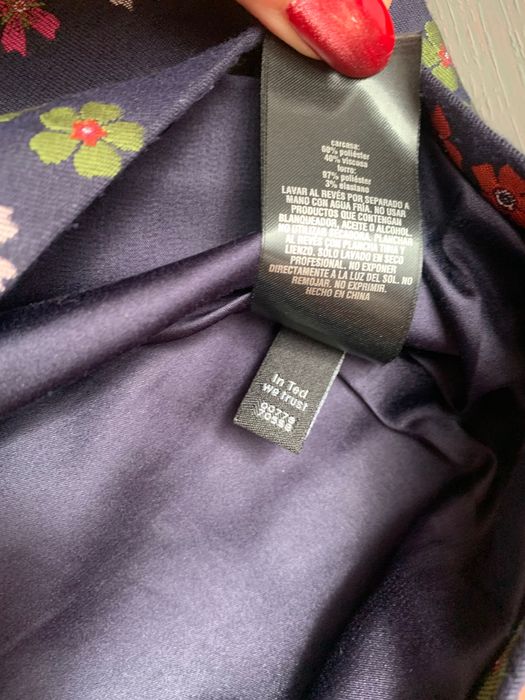 carcasa:
60% poliéster
40% viscosa
forro:
97% poliéster
3% elastano
LAVAR AL REVÉS POR SEPARADO A
MANO CON AGUA FRÍA. NO USAR
PRODUCTOS QUE CONTENGAN
BLANQUEADOR, ACEITE O ALCOHOL.
NO UTILIZAR SECADORA. PLANCHAR
AL REVÉS CON PLANCHA TIBIA Y
LIENZO. SÓLO LAVADO EN SECO
PROFESIONAL. NO EXPONER
DIRECTAMENTE A LA LUZ DEL SOL. NO
REMOJAR. NO EXPRIMIR.
HECHO EN CHINA
In Ted
we trust